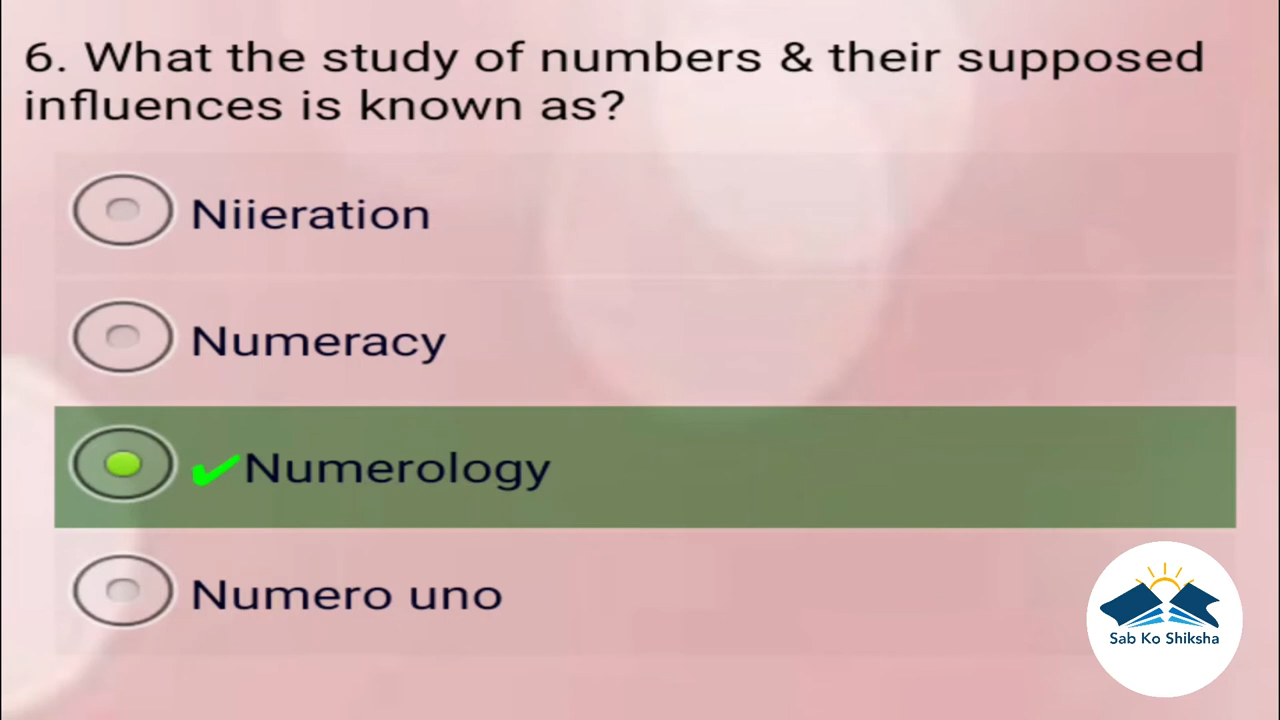 6. What the study of numbers & their supposed
influences is known as?
Niieration
Numeracy
✔Numerology
Numero uno
Sab Ko Shiksha